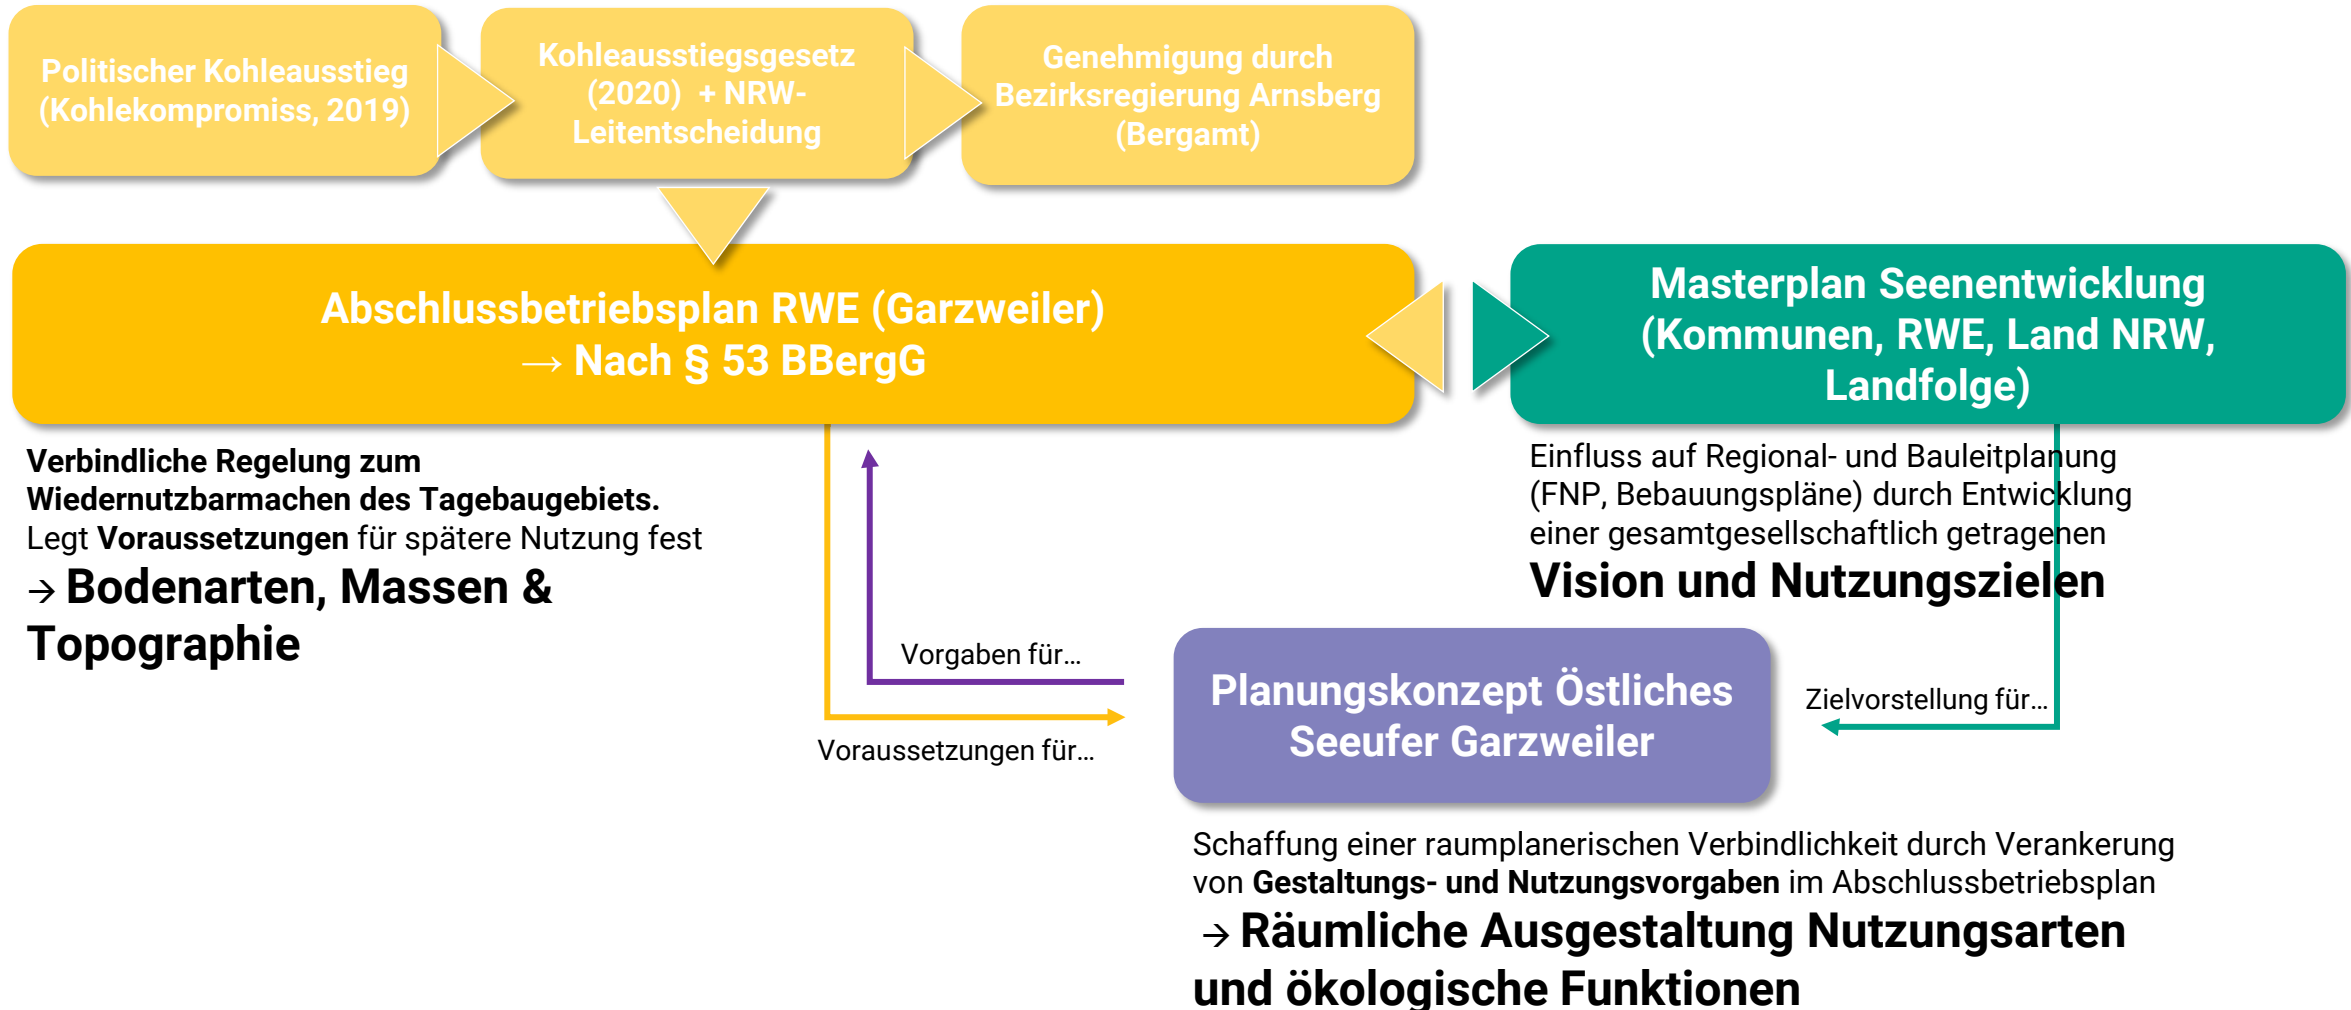 Politischer Kohleausstieg
(Kohlekompromiss, 2019)
Kohleausstiegsgesetz
(2020) + NRW-
Leitentscheidung
Genehmigung durch
Bezirksregierung Arnsberg
(Bergamt)
Abschlussbetriebsplan RWE (Garzweiler)
→ Nach § 53 BBergG
Masterplan Seenentwicklung
(Kommunen, RWE, Land NRW,
Landfolge)
Verbindliche Regelung zum
Wiedernutzbarmachen des Tagebaugebiets.
Legt Voraussetzungen für spätere Nutzung fest
→ Bodenarten, Massen &
Topographie
Einfluss auf Regional- und Bauleitplanung
(FNP, Bebauungspläne) durch Entwicklung
einer gesamtgesellschaftlich getragenen
Vision und Nutzungszielen
Vorgaben für...
Voraussetzungen für...
Planungskonzept Östliches
Seeufer Garzweiler
Zielvorstellung für...
Schaffung einer raumplanerischen Verbindlichkeit durch Verankerung
von Gestaltungs- und Nutzungsvorgaben im Abschlussbetriebsplan
→ Räumliche Ausgestaltung Nutzungsarten
und ökologische Funktionen